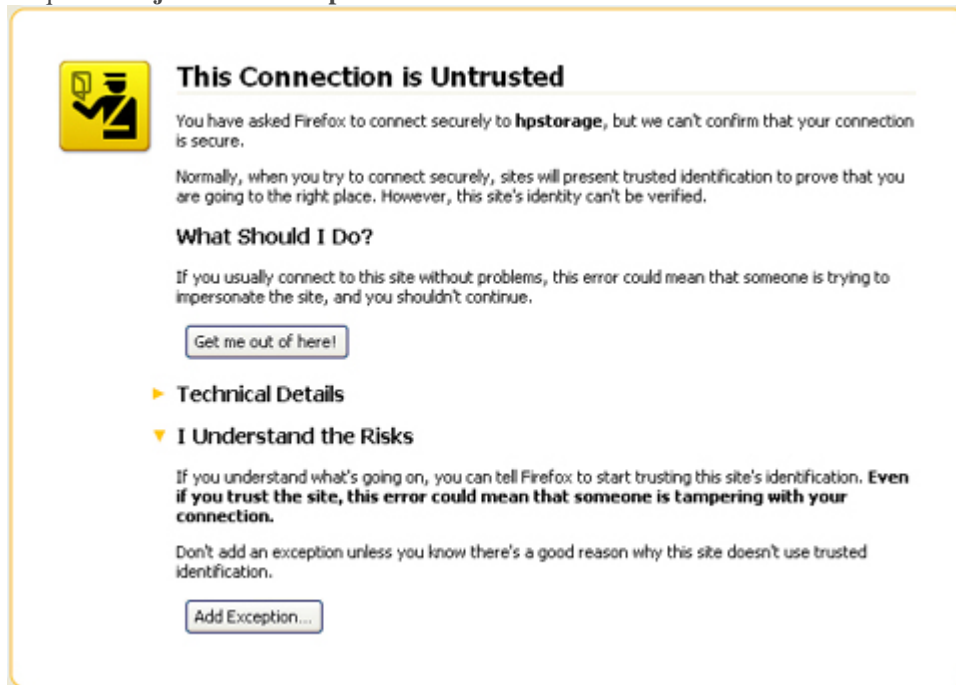 This Connection is Untrusted
You have asked Firefox to connect securely to hpstorage, but we can't confirm that your connection
is secure.
Normally, when you try to connect securely, sites will present trusted identification to prove that you
are going to the right place. However, this site's identity can't be verified.
What Should I Do?
If you usually connect to this site without problems, this error could mean that someone is trying to
impersonate the site, and you shouldn't continue.
Get me out of here!
Technical Details
I Understand the Risks
If you understand what's going on, you can tell Firefox to start trusting this site's identification. Even
if you trust the site, this error could mean that someone is tampering with your
connection.
Don't add an exception unless you know there's a good reason why this site doesn't use trusted
identification.
Add Exception...